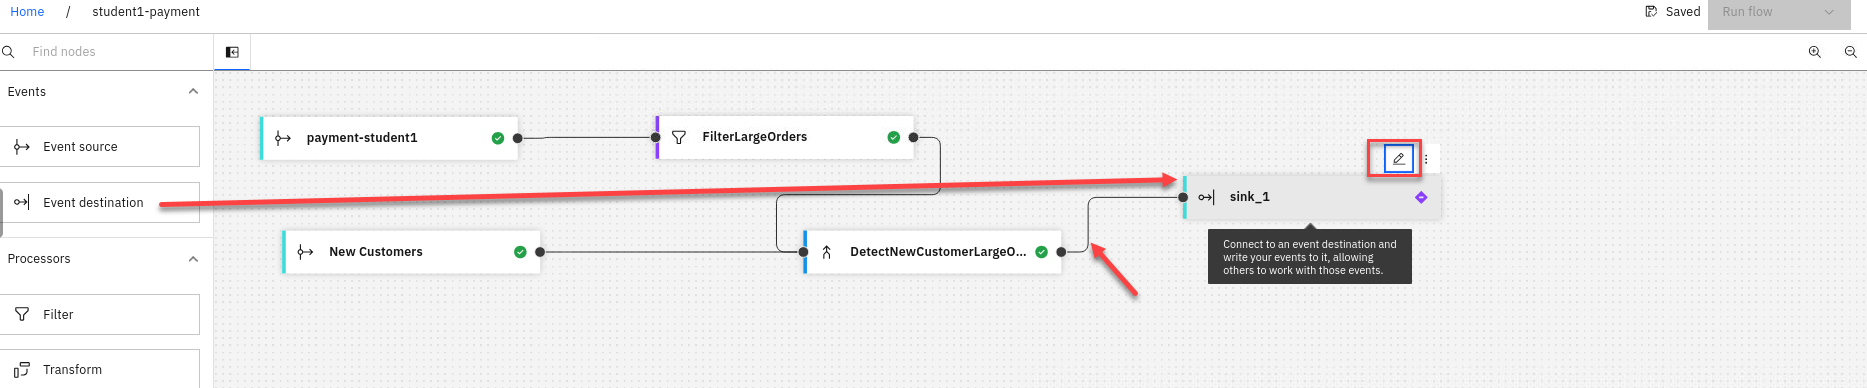 Home / student1-payment
Saved
Run flow
Find nodes
Events
Event source
Event destination
Processors
Filter
Transform
payment-student1
FilterLargeOrders
New Customers
DetectNewCustomerLargeO...
sink_1
Connect to an event destination and
write your events to it, allowing
others to work with those events.